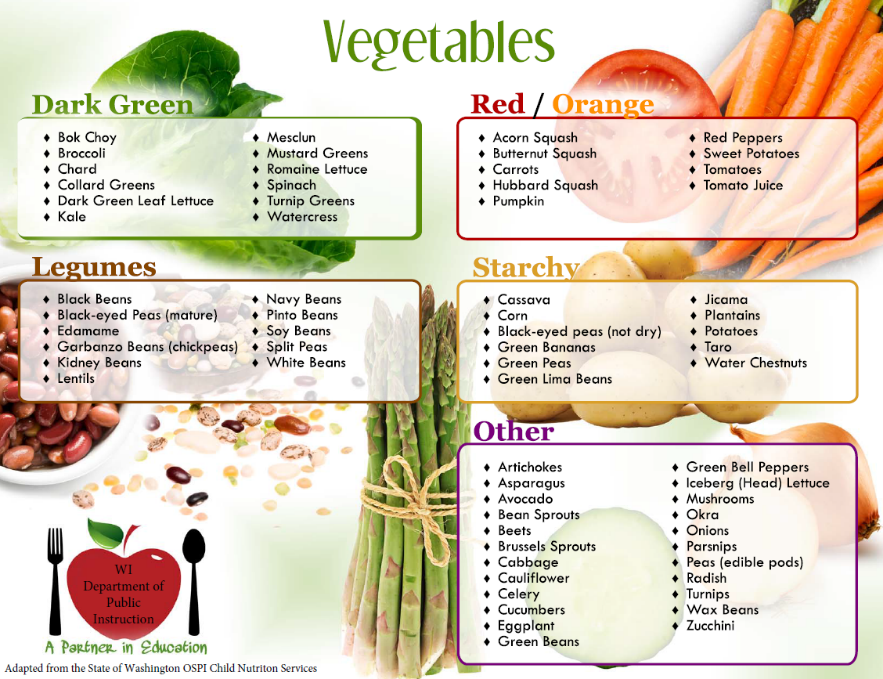 Vegetables
Dark Green
♦ Bok Choy
♦ Broccoli
♦ Chard
♦ Collard Greens
♦ Dark Green Leaf Lettuce
♦ Kale
♦ Mesclun
♦ Mustard Greens
♦ Romaine Lettuce
♦ Spinach
♦ Turnip Greens
♦ Watercress
Red / Orange
♦ Acorn Squash
♦ Butternut Squash
♦ Carrots
♦ Hubbard Squash
♦ Pumpkin
♦ Red Peppers
♦ Sweet Potatoes
♦ Tomatoes
♦ Tomato Juice
Legumes
♦ Black Beans
♦ Black-eyed Peas (mature)
♦ Edamame
♦ Garbanzo Beans (chickpeas)
♦ Kidney Beans
♦ Lentils
♦ Navy Beans
♦ Pinto Beans
♦ Soy Beans
♦ Split Peas
♦ White Beans
Starchy
♦ Cassava
♦ Corn
♦ Black-eyed peas (not dry)
♦ Green Bananas
♦ Green Peas
♦ Green Lima Beans
♦ Jicama
♦ Plantains
♦ Potatoes
♦ Taro
♦ Water Chestnuts
Other
♦ Artichokes
♦ Asparagus
♦ Avocado
♦ Bean Sprouts
♦ Beets
♦ Brussels Sprouts
♦ Cabbage
♦ Cauliflower
♦ Celery
♦ Cucumbers
♦ Eggplant
♦ Green Beans
♦ Green Bell Peppers
♦ Iceberg (Head) Lettuce
♦ Mushrooms
♦ Okra
♦ Onions
♦ Parsnips
♦ Peas (edible pods)
♦ Radish
♦ Turnips
♦ Wax Beans
♦ Zucchini
WI
Department of
Public
Instruction
A Partner in Education
Adapted from the State of Washington OSPI Child Nutriton Services